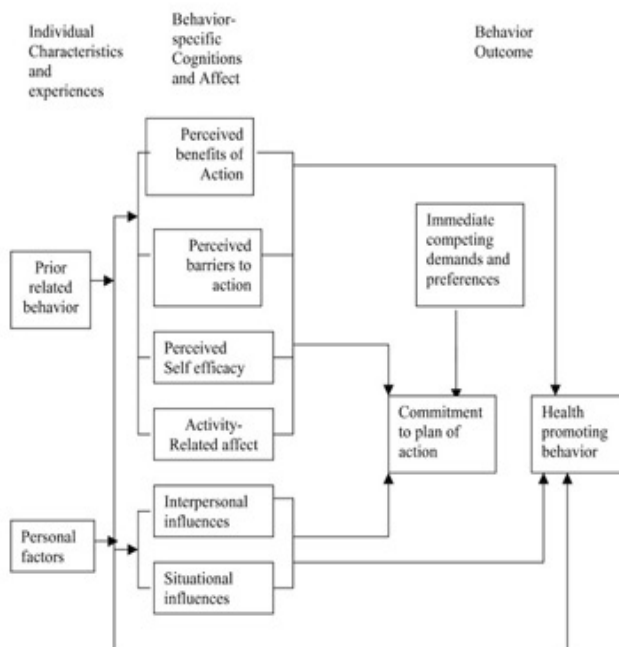 Individual
Characteristics
and
experiences
Behavior-
specific
Cognitions
and Affect
Behavior
Outcome
Perceived
benefits of
Action
Immediate
competing
demands and
preferences
Prior
related
behavior
Perceived
barriers to
action
Perceived
Self efficacy
Activity-
Related affect
Commitment
to plan of
action
Health
promoting
behavior
Personal
factors
Interpersonal
influences
Situational
influences